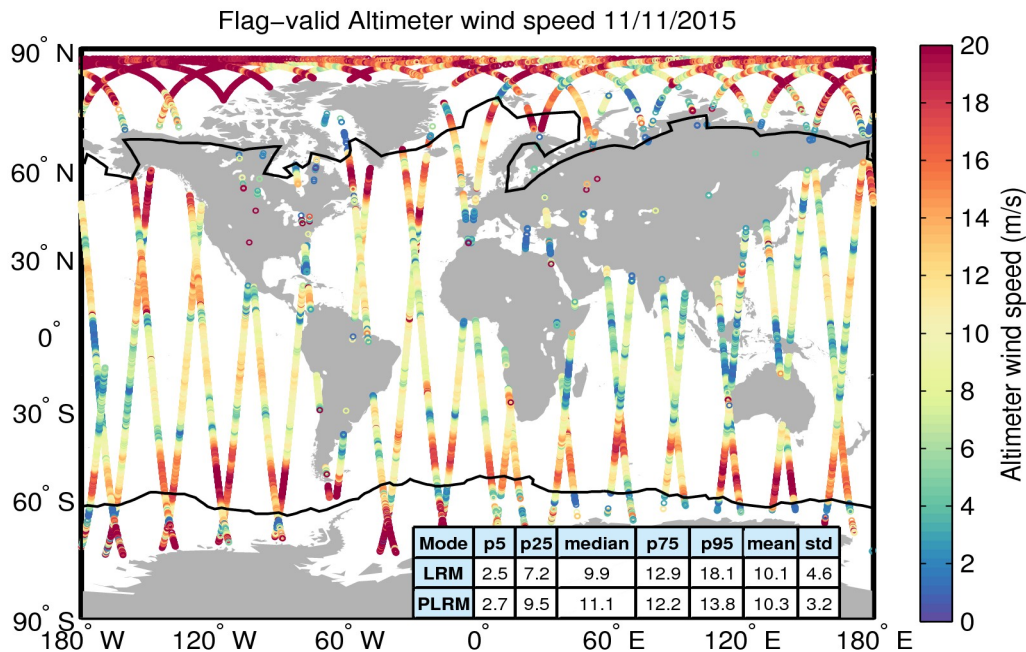 Flag−valid Altimeter wind speed 11/11/2015
90° N
60° N
30° N
0°
30° S
60° S
90° S
180° W
120° W
60° W
0°
60° E
120° E
180° E
Mode p5 p25 median p75 p95 mean std
LRM 2.5 7.2 9.9 12.9 18.1 10.1 4.6
PLRM 2.7 9.5 11.1 12.2 13.8 10.3 3.2
20
18
16
14
12
10
8
6
4
2
0
Altimeter wind speed (m/s)